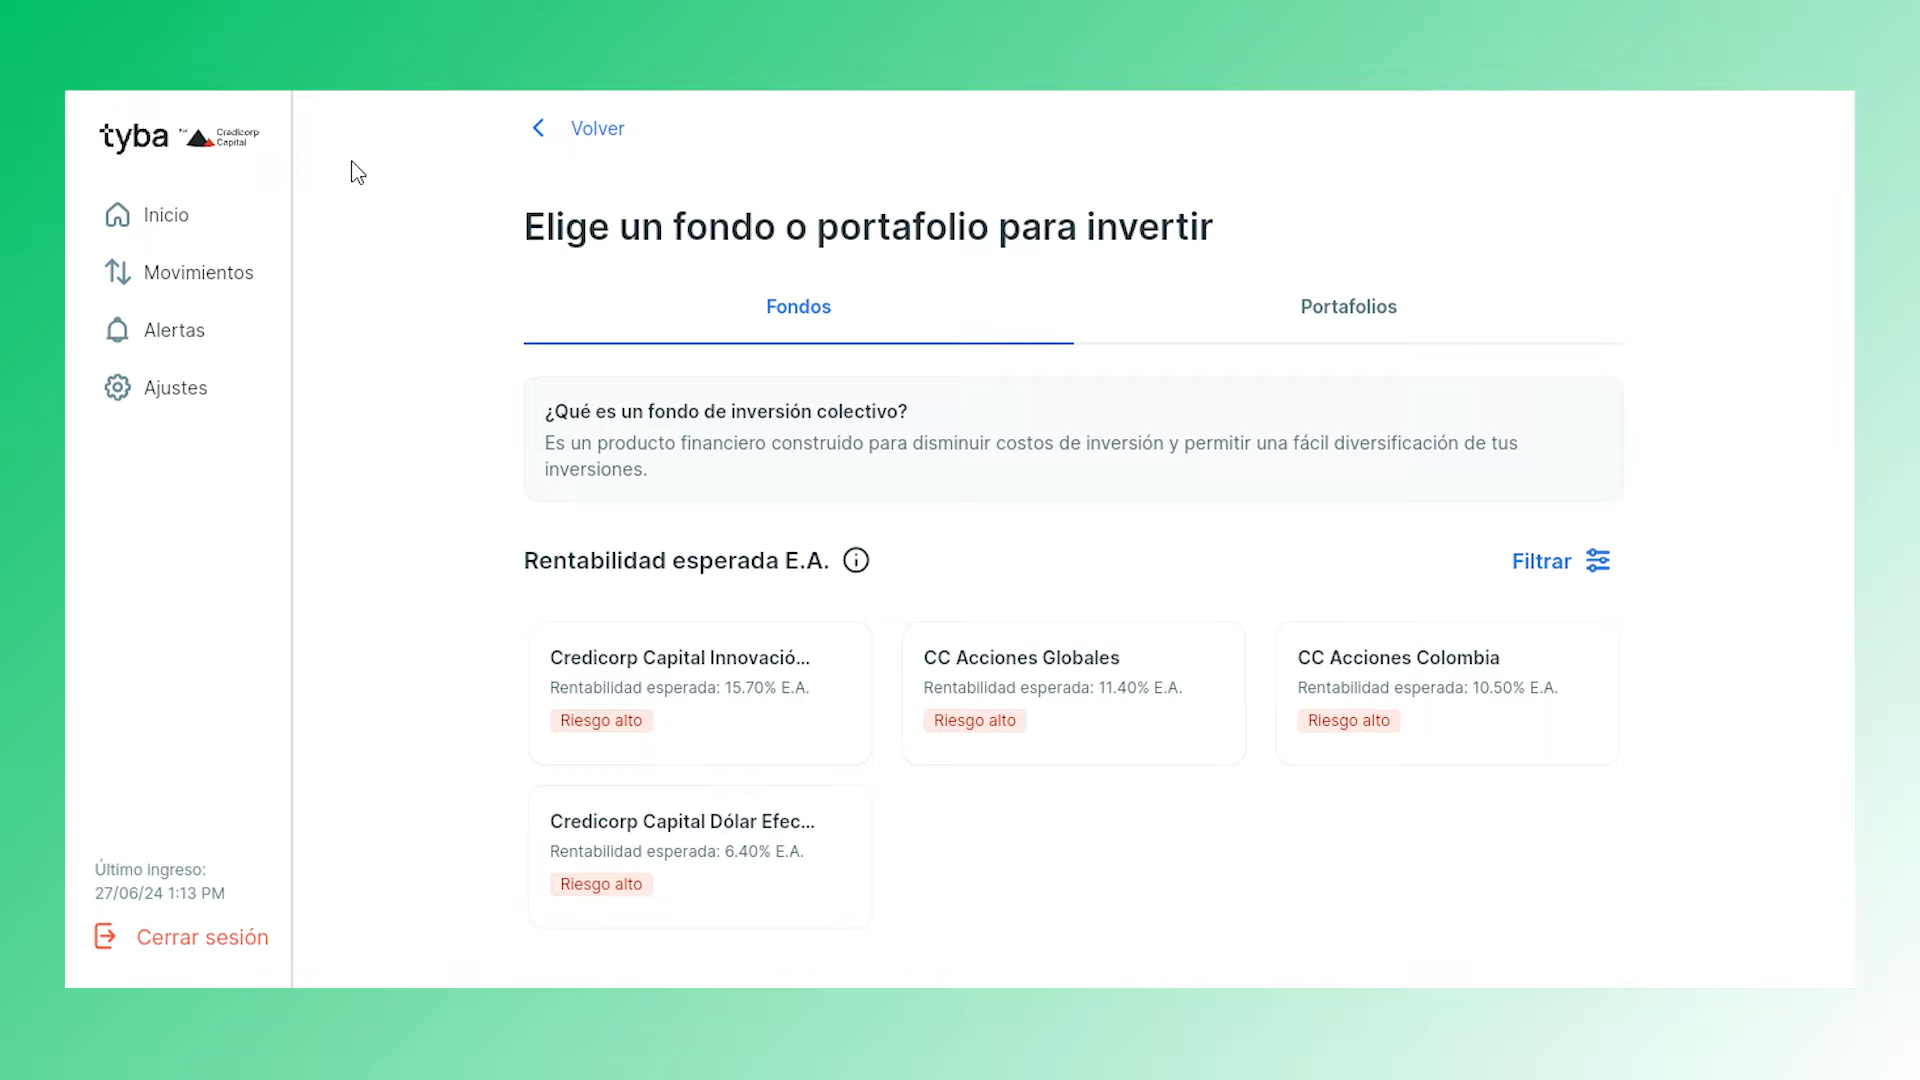 tyba
Credicorp
Capital
Inicio
Movimientos
Alertas
Ajustes
Último ingreso:
27/06/24 1:13 PM
Cerrar sesión
Volver
Elige un fondo o portafolio para invertir
Fondos
Portafolios
¿Qué es un fondo de inversión colectivo?
Es un producto financiero construido para disminuir costos de inversión y permitir una fácil diversificación de tus
inversiones.
Rentabilidad esperada E.A.
Filtrar
Credicorp Capital Innovació...
Rentabilidad esperada: 15.70% E.A.
Riesgo alto
CC Acciones Globales
Rentabilidad esperada: 11.40% E.A.
Riesgo alto
CC Acciones Colombia
Rentabilidad esperada: 10.50% E.A.
Riesgo alto
Credicorp Capital Dólar Efec...
Rentabilidad esperada: 6.40% E.A.
Riesgo alto